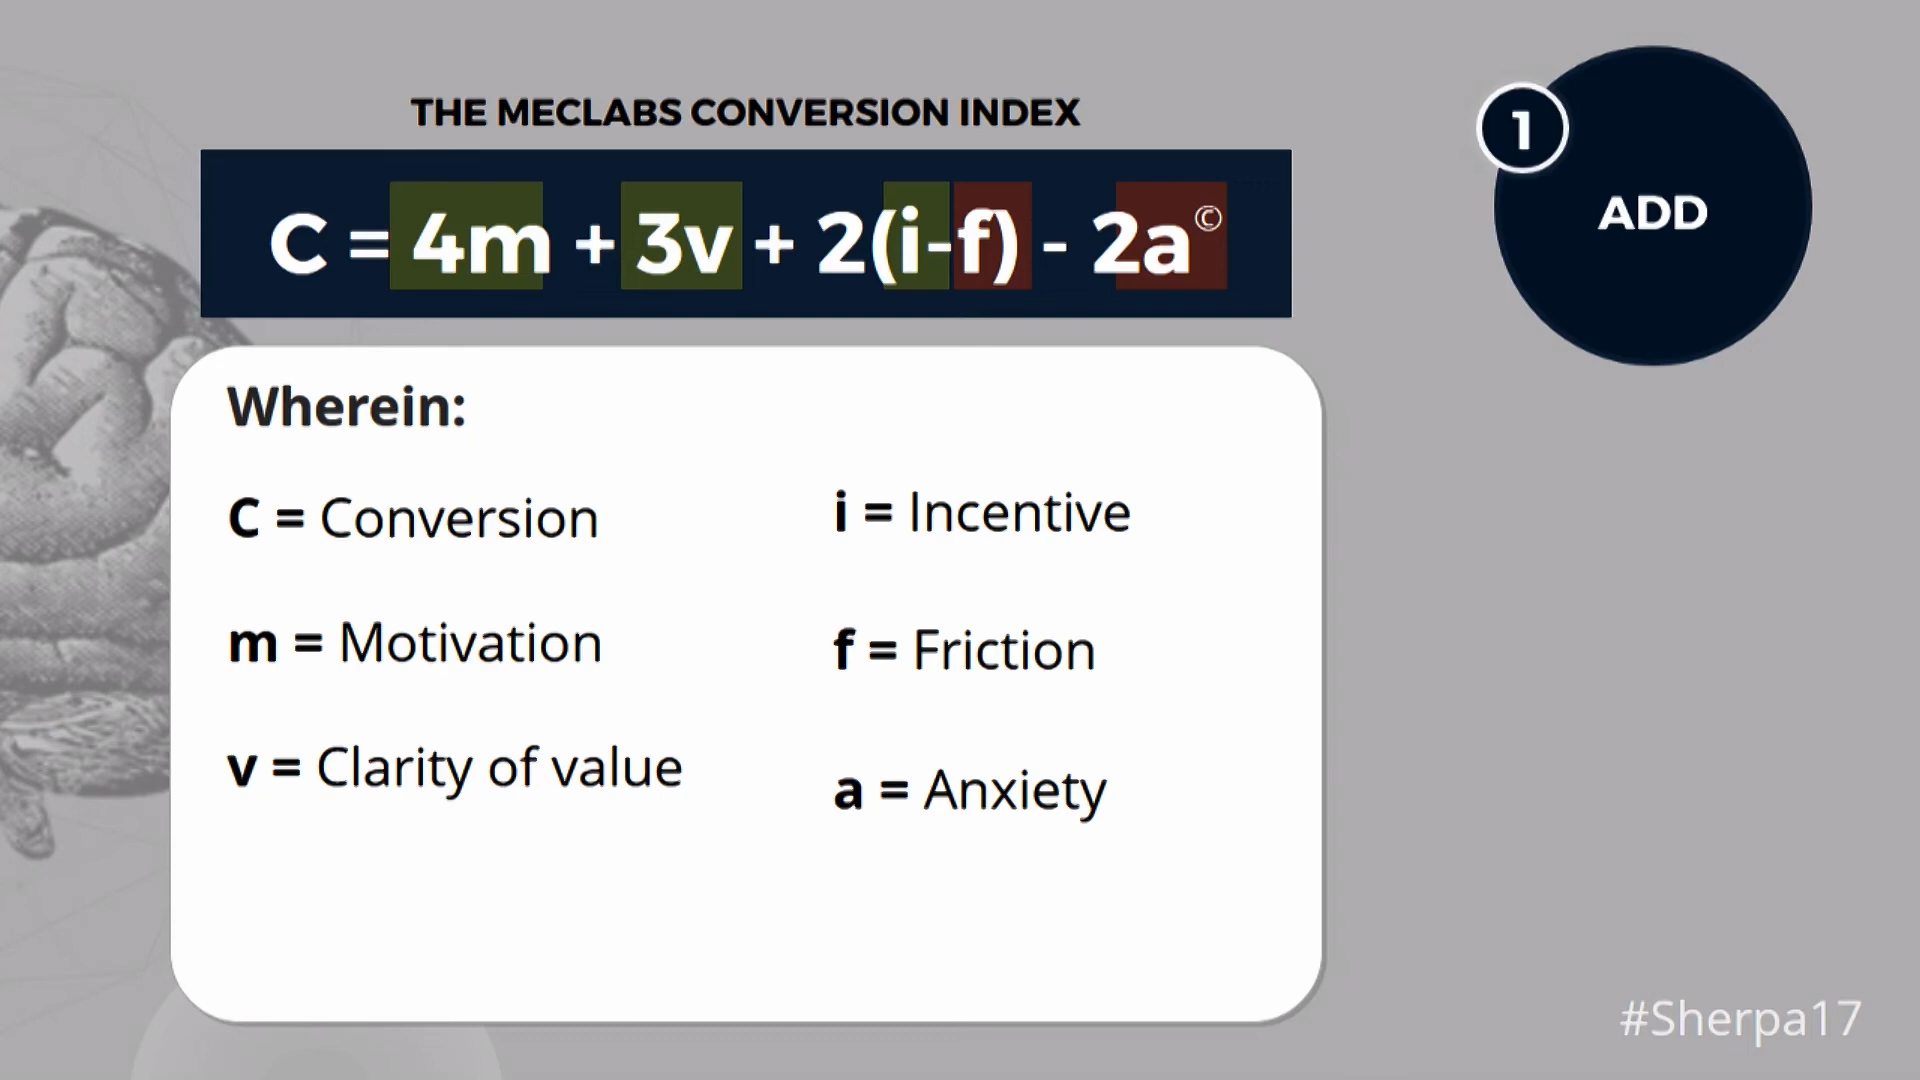 THE MECLABS CONVERSION INDEX
C = 4m + 3v + 2(i-f) - 2a©
1
ADD
Wherein:
C = Conversion
m = Motivation
v = Clarity of value
i = Incentive
f = Friction
a = Anxiety
#Sherpa17